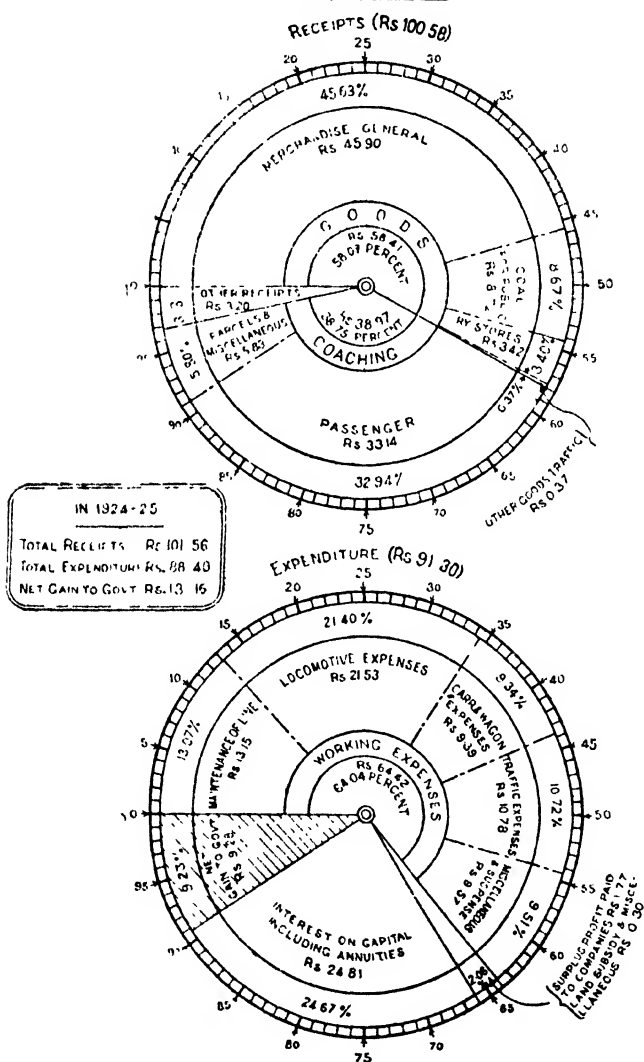 RECEIPTS (Rs 100 58)
20
25
30
35
40
45
50
55
60
65
70
75
80
85
90
45 63%
MERCHANDISE GENERAL
Rs 45.90
GOODS
Rs 58.41
58.07 PERCENT
8.67%
COAL
RY STORES
Rs 3.42
3 40%
0.37%
OTHER GOODS TRAFFIC
Rs 0.37
OTHER RECEIPTS
Rs 3.20
PARCELS &
MISCELLANEOUS
Rs 5.83
5.80%
Rs 38.97
38.75 PERCENT
COACHING
PASSENGER
Rs 33 14
32 94%
IN 1924-25
TOTAL RECEIPTS Rs 101 56
TOTAL EXPENDITURE Rs. 88 40
NET GAIN TO GOVT Rs. 13 16
EXPENDITURE (Rs 91 30)
5
10
15
20
25
30
35
40
45
50
55
60
65
70
75
80
85
95
21 40%
LOCOMOTIVE EXPENSES
Rs 21.53
9 34%
CARR & WAGON
EXPENSES
Rs 9.39
10 72%
TRAFFIC EXPENSES
Rs 10.78
MISCELLANEOUS
& SUSPENSE
Rs 9.57
9 51%
13.07%
MAINTENANCE OF LINE
Rs 13.15
WORKING EXPENSES
Rs 64.42
64 04 PERCENT
NET
GAIN TO GOVT
9 23%
INTEREST ON CAPITAL
INCLUDING ANNUITIES
Rs 24 81
24 67%
2.06
SURPLUS PROFIT PAID
TO COMPANIES Rs 1.77
LAND & SUBSIDY & MISCE-
LLANEOUS Rs 0.30